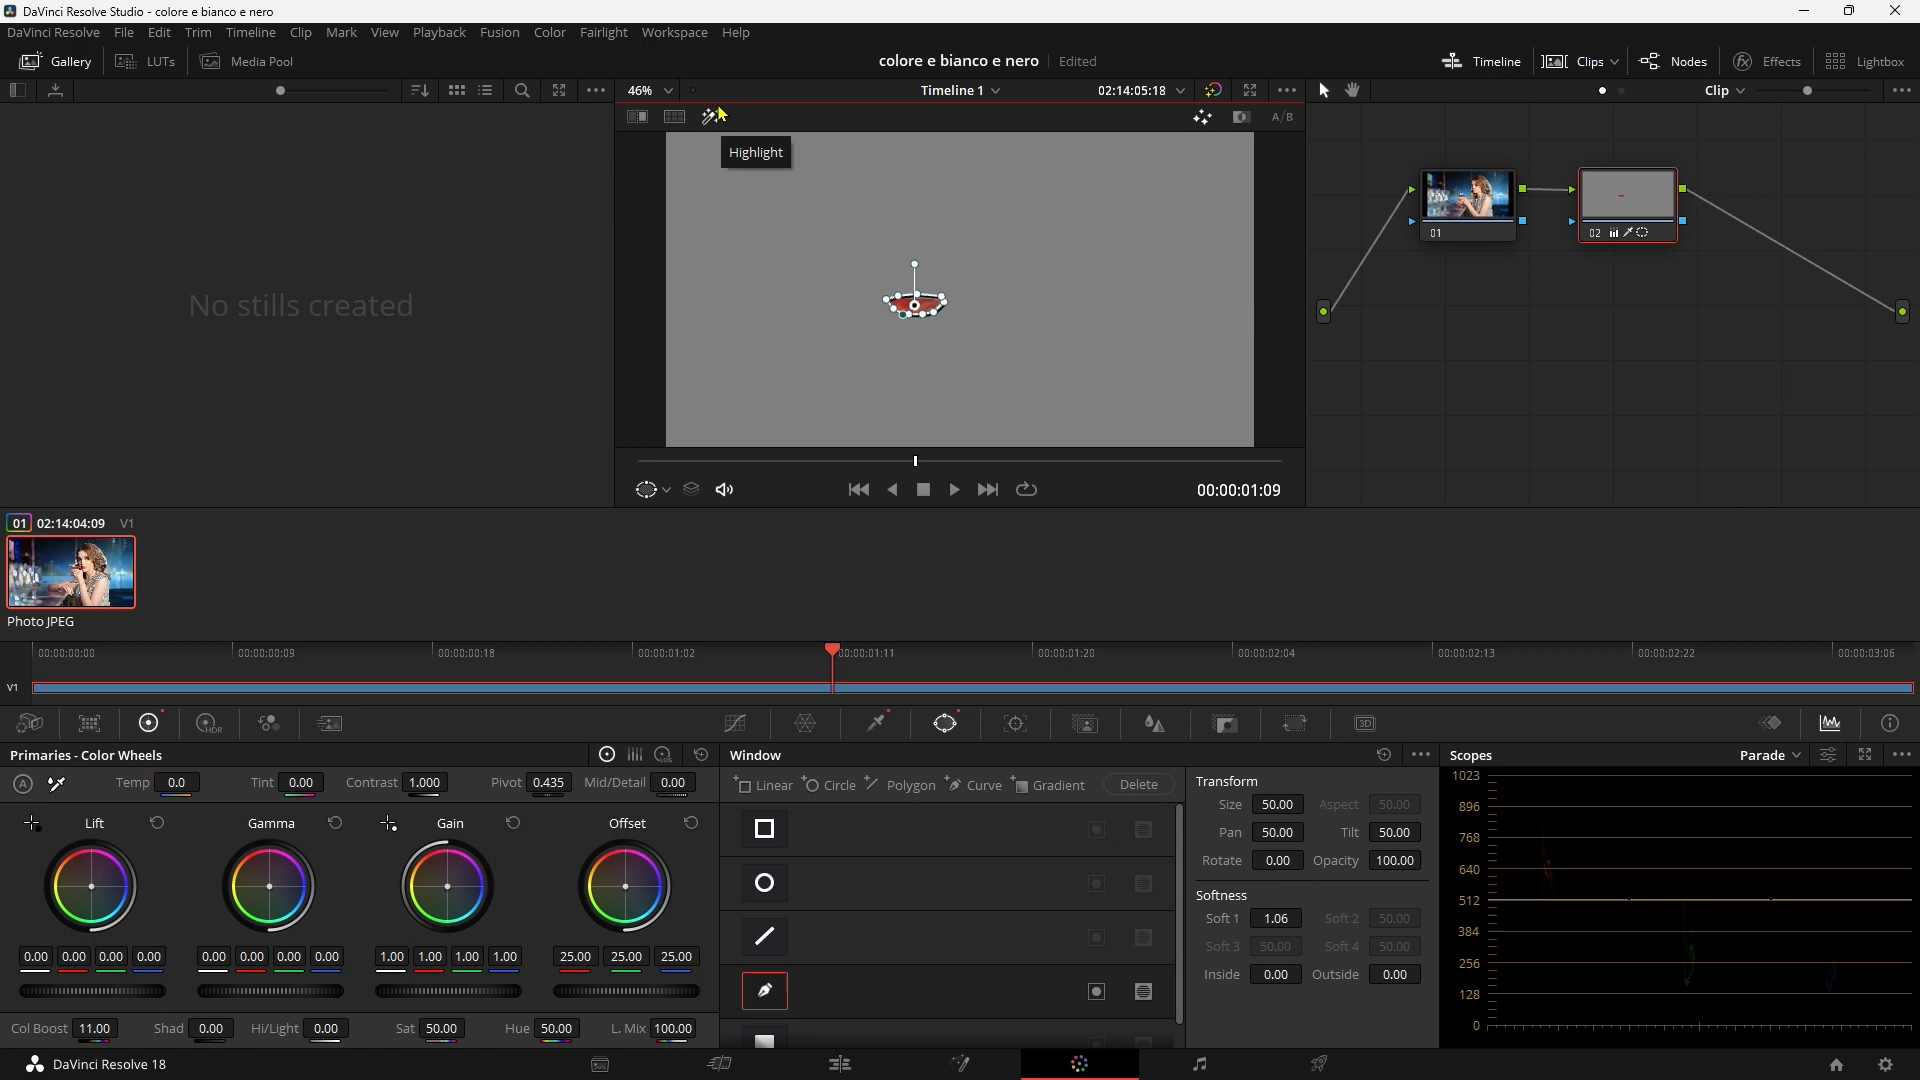 DaVinci Resolve Studio - colore e bianco e nero
DaVinci Resolve File Edit Trim Timeline Clip Mark View Playback Fusion Color Fairlight Workspace Help
Gallery LUTs Media Pool colore e bianco e nero Edited Timeline Clips Nodes Effects Lightbox
46% Timeline 1 02:14:05:18 Clip
A/B
Highlight
01 02
No stills created
00:00:01:09
01 02:14:04:09 V1
Photo JPEG
00:00:00:00 00:00:00:09 00:00:00:18 00:00:01:02 00:00:01:11 00:00:01:20 00:00:02:04 00:00:02:13 00:00:02:22 00:00:03:06
V1
HDR 3D
Primaries - Color Wheels Window Scopes Parade
LOG
A Temp 0.0 Tint 0.00 Contrast 1.000 Pivot 0.435 Mid/Detail 0.00
Linear Circle Polygon Curve Gradient Delete
Lift Gamma Gain Offset
0.00 0.00 0.00 0.00 0.00 0.00 0.00 0.00 1.00 1.00 1.00 1.00 25.00 25.00 25.00
Col Boost 11.00 Shad 0.00 Hi/Light 0.00 Sat 50.00 Hue 50.00 L. Mix 100.00
Transform
Size 50.00 Aspect 50.00
Pan 50.00 Tilt 50.00
Rotate 0.00 Opacity 100.00
Softness
Soft 1 1.06 Soft 2 50.00
Soft 3 50.00 Soft 4 50.00
Inside 0.00 Outside 0.00
1023
896
768
640
512
384
256
128
0
DaVinci Resolve 18